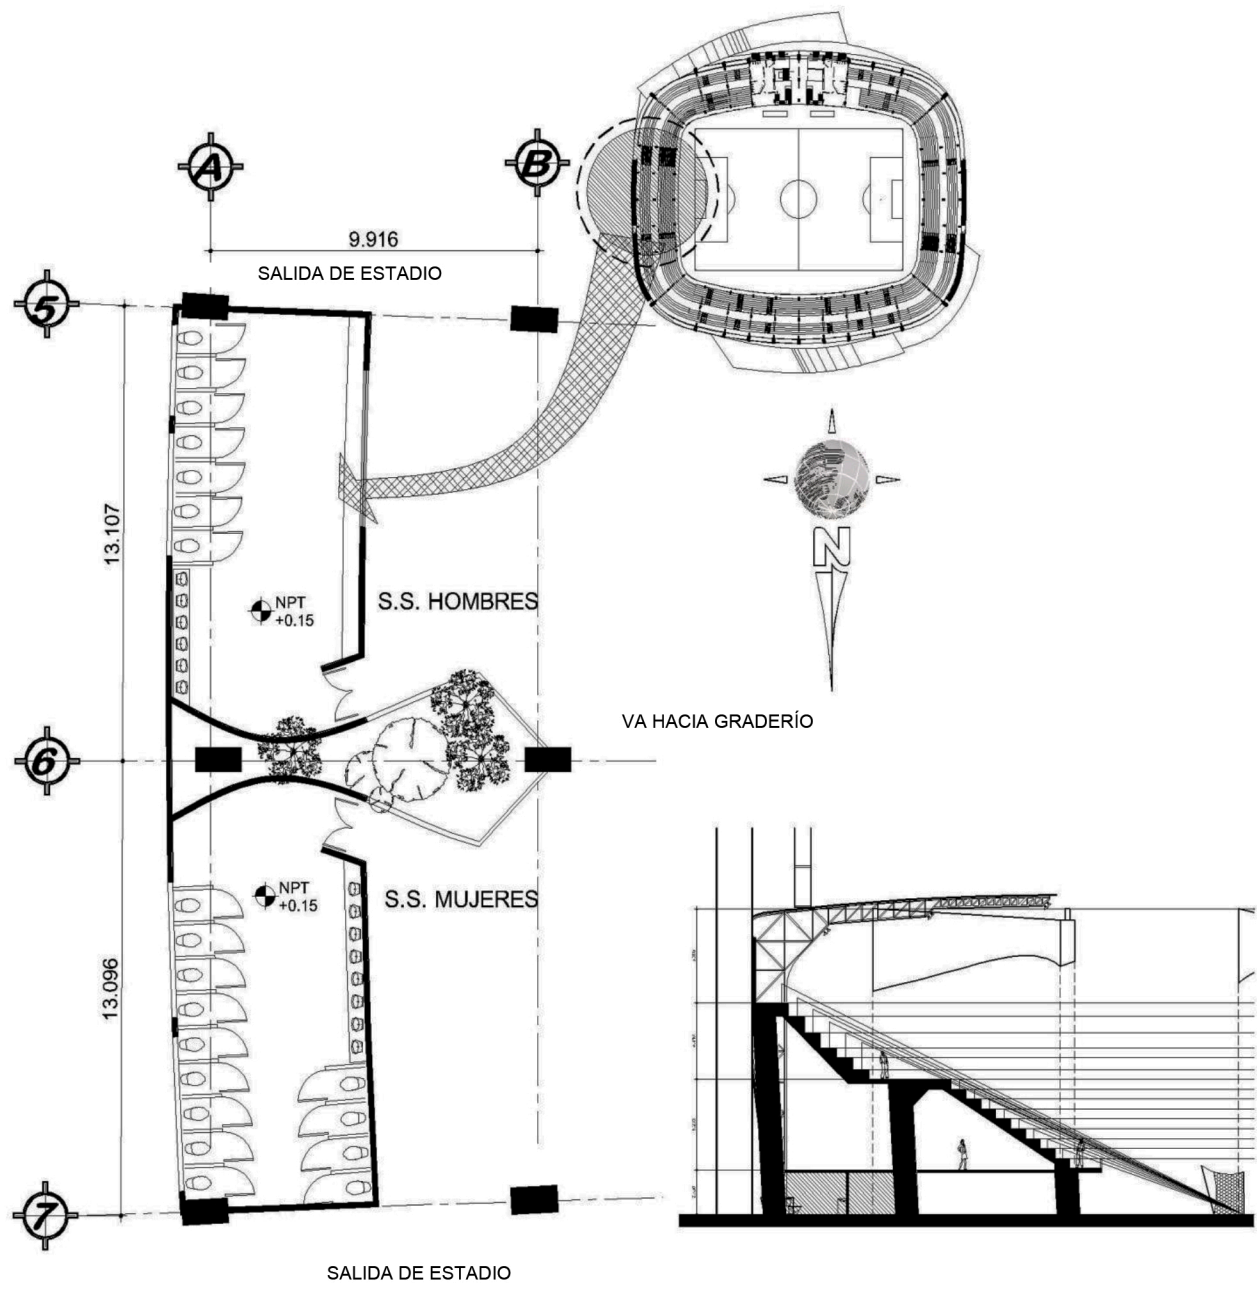 A
B
9.916
SALIDA DE ESTADIO
5
13.107
NPT
+0.15
S.S. HOMBRES
N
VA HACIA GRADERÍO
6
NPT
+0.15
S.S. MUJERES
13.096
7
SALIDA DE ESTADIO